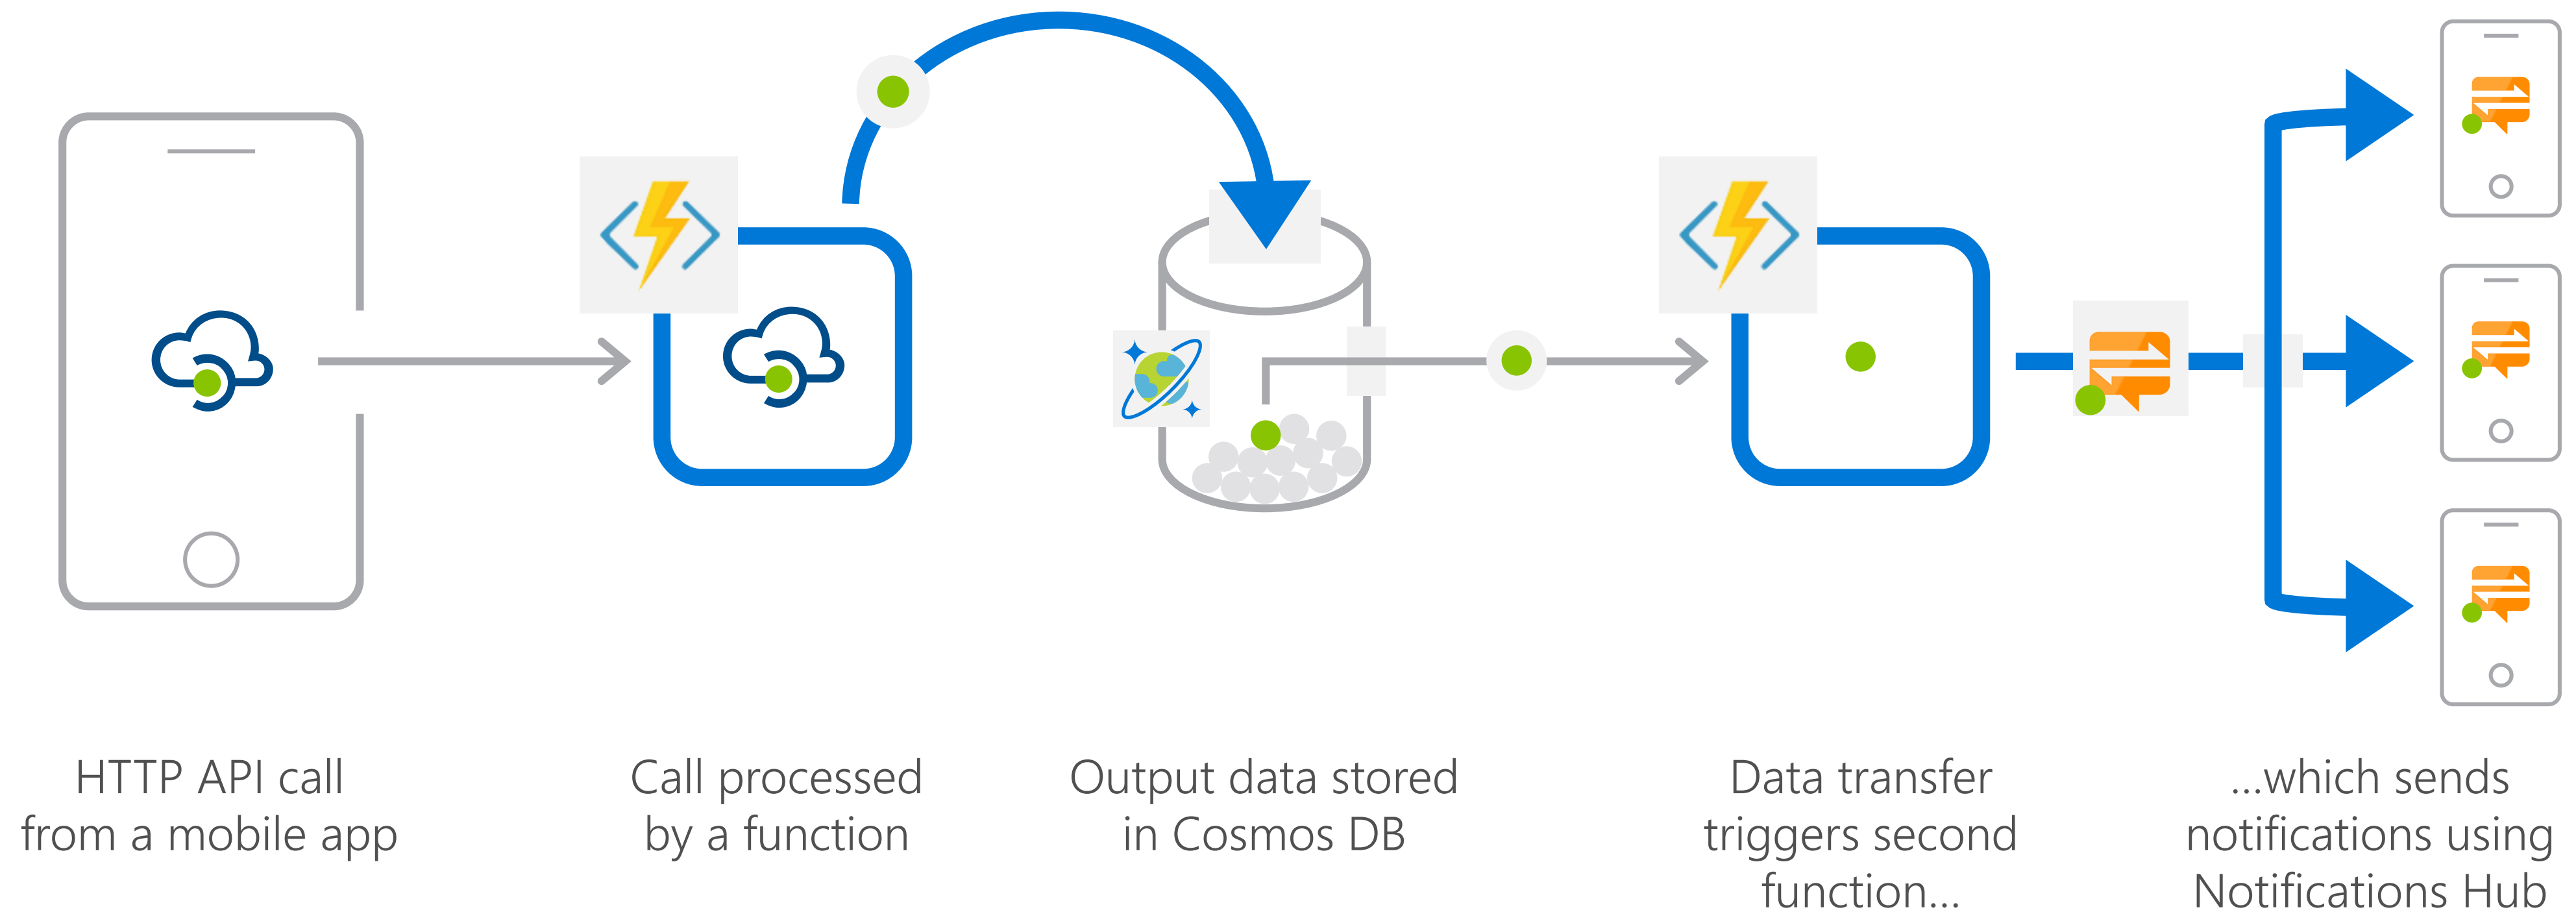 HTTP API call
from a mobile app
Call processed
by a function
Output data stored
in Cosmos DB
Data transfer
triggers second
function...
...which sends
notifications using
Notifications Hub